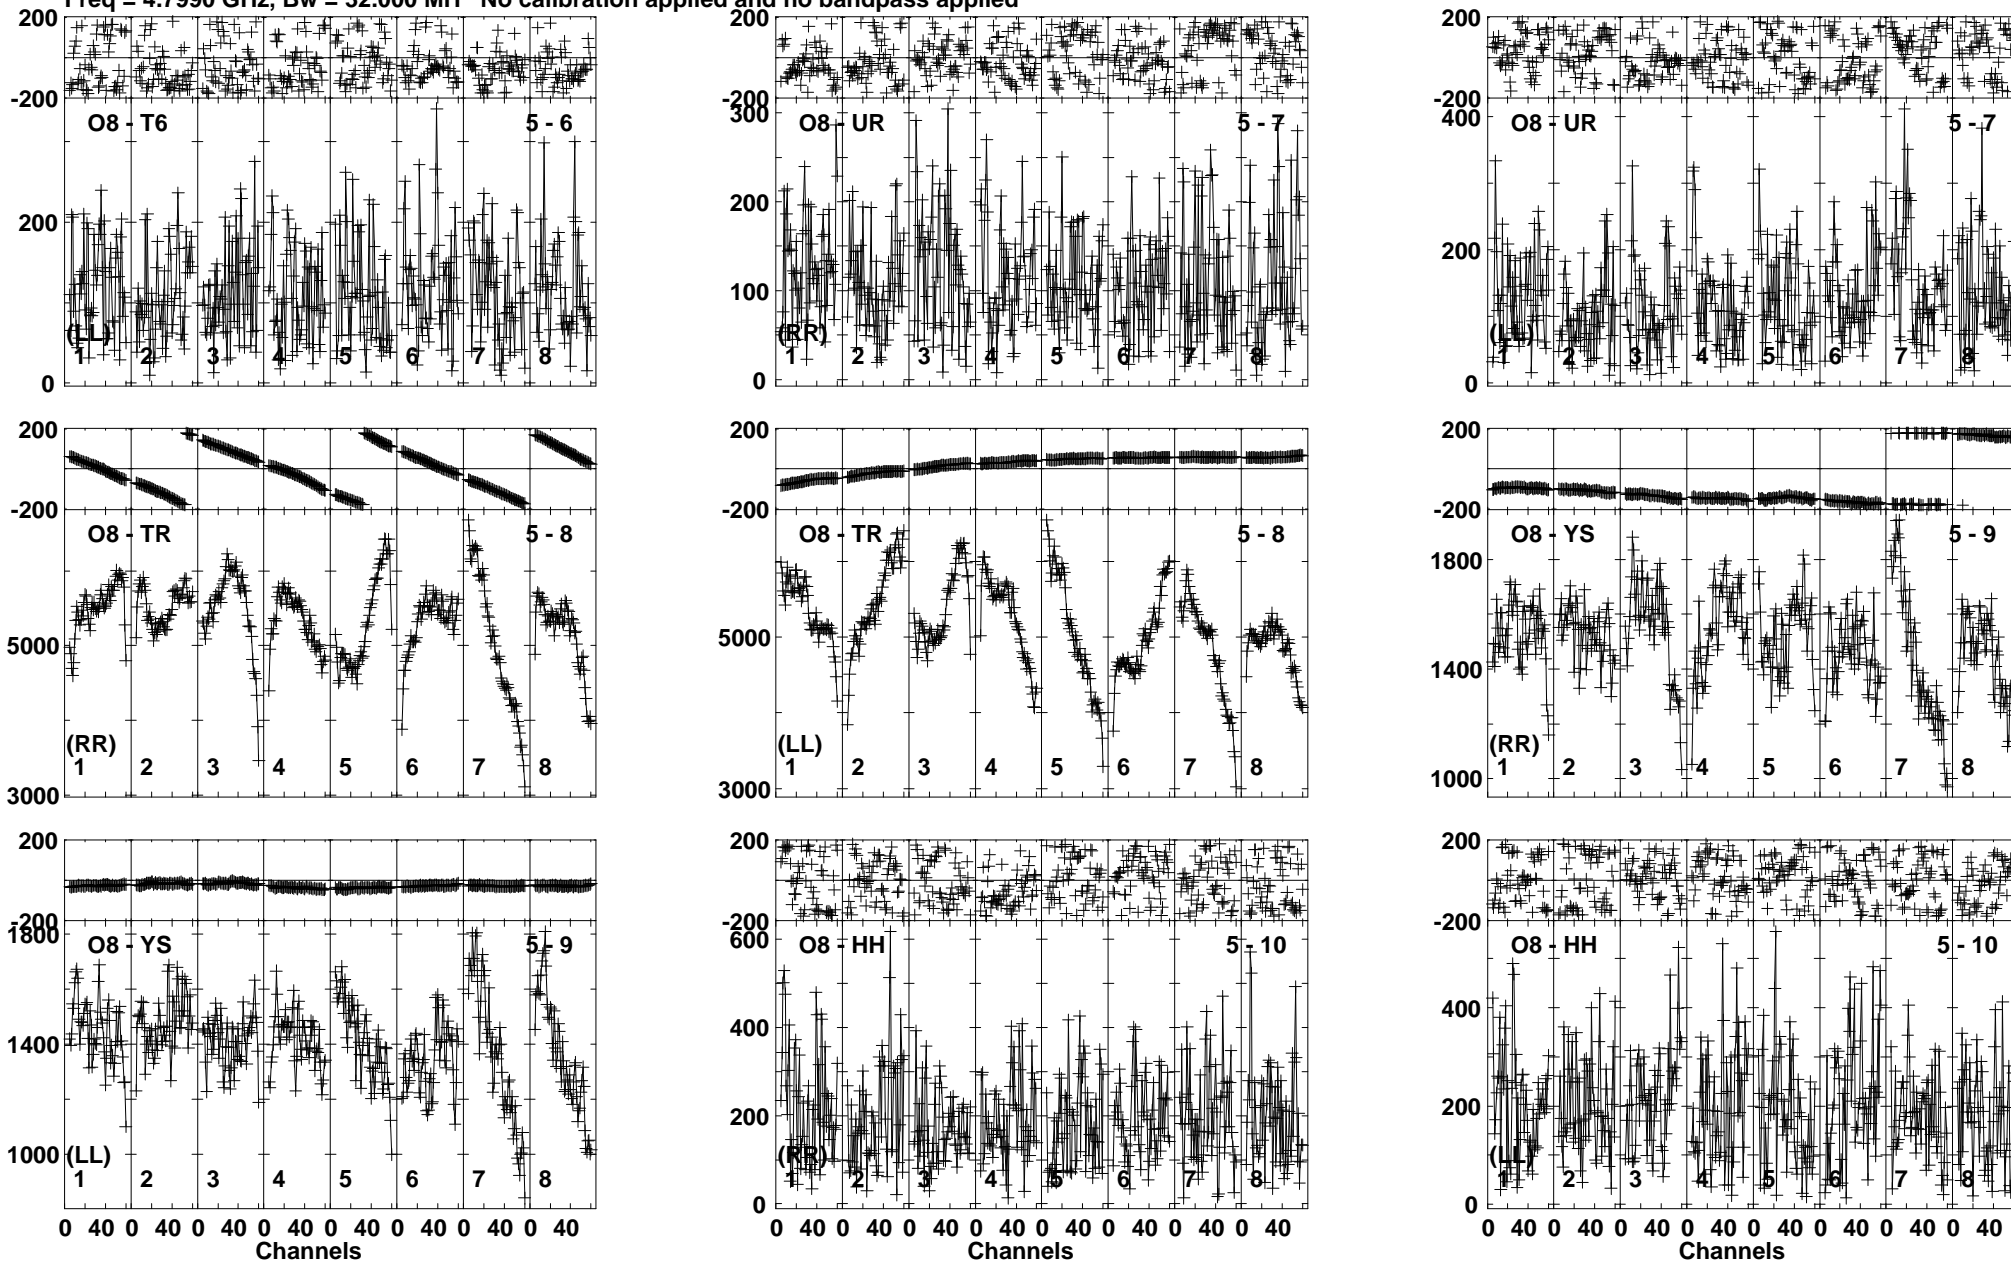 Freq = 4.7990 GHz, Bw = 32.000 MH No calibration applied and no bandpass applied
200 200 200
-200 -200 -200
O8 - T6 5 - 6
300 O8 - UR 5 - 7
400 O8 - UR 5 - 7
200 200 200
100
(LL) (RR) (LL)
1 2 3 4 5 6 7 8
1 2 3 4 5 6 7 8
1 2 3 4 5 6 7 8
0 0 0
200 200 200
-200 -200 -200
O8 - TR 5 - 8
O8 - TR 5 - 8
O8 - YS 5 - 9
1800
5000 5000 1400
(RR) (LL) (RR)
1 2 3 4 5 6 7 8
1 2 3 4 5 6 7 8
1 2 3 4 5 6 7 8
3000 3000 1000
200 200 200
-200 -200 -200
1800 O8 - YS 5 - 9
600 O8 - HH 5 - 10
O8 - HH 5 - 10
1400 400 400
200 200
1000 (LL) (RR) (LL)
1 2 3 4 5 6 7 8
1 2 3 4 5 6 7 8
1 2 3 4 5 6 7 8
0 0
0 40 0 40 0 40 0 40 0 40 0 40 0 40 0 40
0 40 0 40 0 40 0 40 0 40 0 40 0 40 0 40
0 40 0 40 0 40 0 40 0 40 0 40 0 40 0 40
Channels Channels Channels